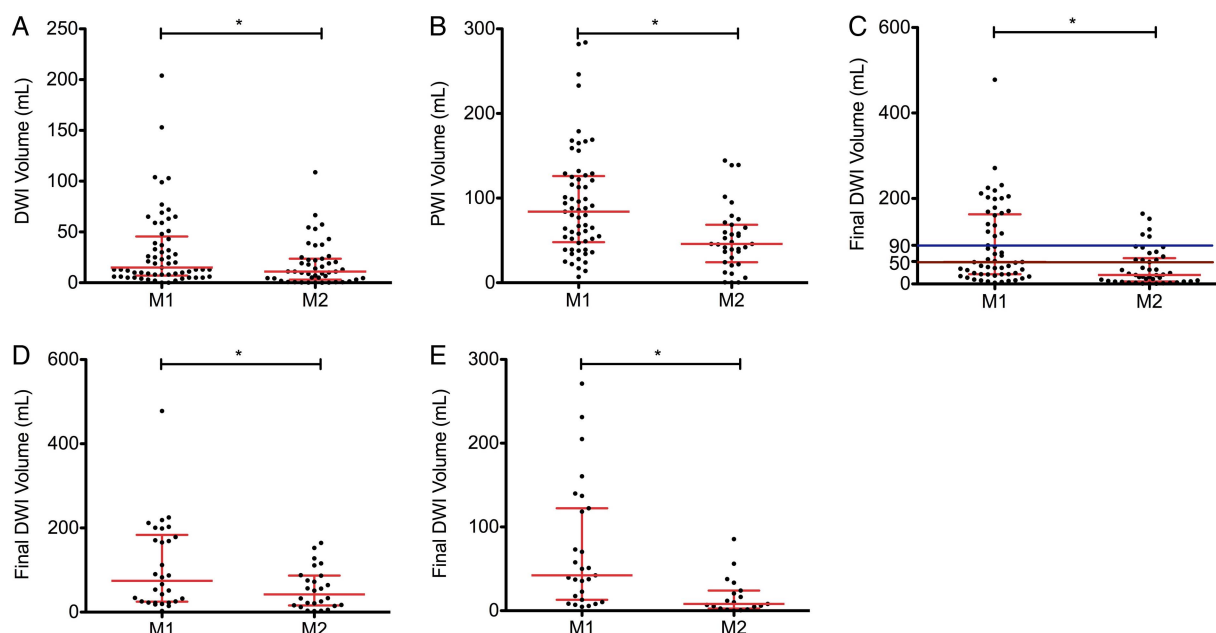 A
*
DWI Volume (mL)
250
200
150
100
50
0
M1
M2
B
*
PWI Volume (mL)
300
200
100
0
M1
M2
C
*
Final DWI Volume (mL)
600
400
200
90
50
0
M1
M2
D
*
Final DWI Volume (mL)
600
400
200
0
M1
M2
E
*
Final DWI Volume (mL)
300
200
100
0
M1
M2